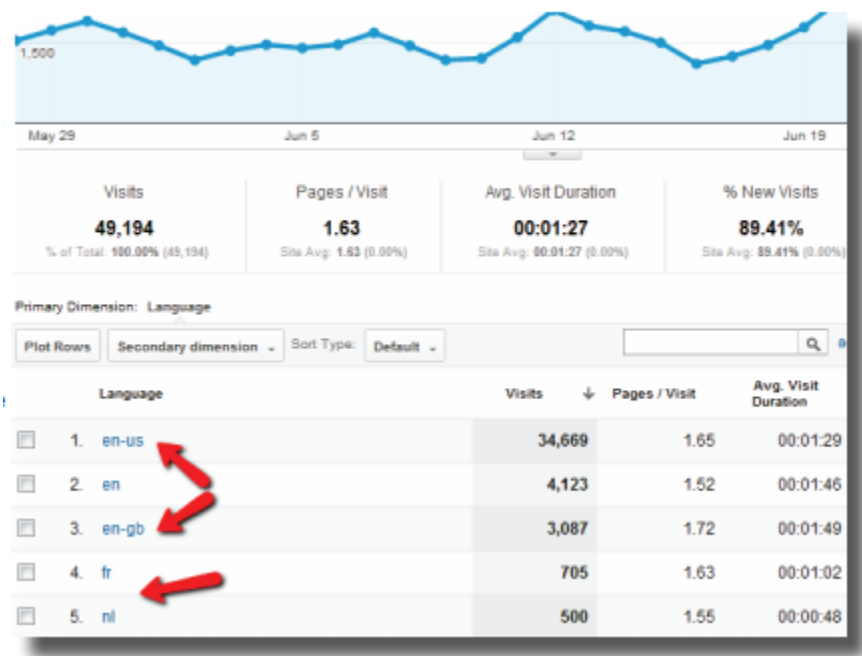 1,500
May 29 Jun 5 Jun 12 Jun 19
Visits Pages / Visit Avg. Visit Duration % New Visits
49,194 1.63 00:01:27 89.41%
% of Total: 100.00% (49,194) Site Avg: 1.63 (0.00%) Site Avg: 00:01:27 (0.00%) Site Avg: 89.41% (0.00%)
Primary Dimension: Language
Plot Rows Secondary dimension Sort Type: Default
Language Visits Pages / Visit Avg. Visit Duration
1. en-us 34,669 1.65 00:01:29
2. en 4,123 1.52 00:01:46
3. en-gb 3,087 1.72 00:01:49
4. fr 705 1.63 00:01:02
5. nl 500 1.55 00:00:48